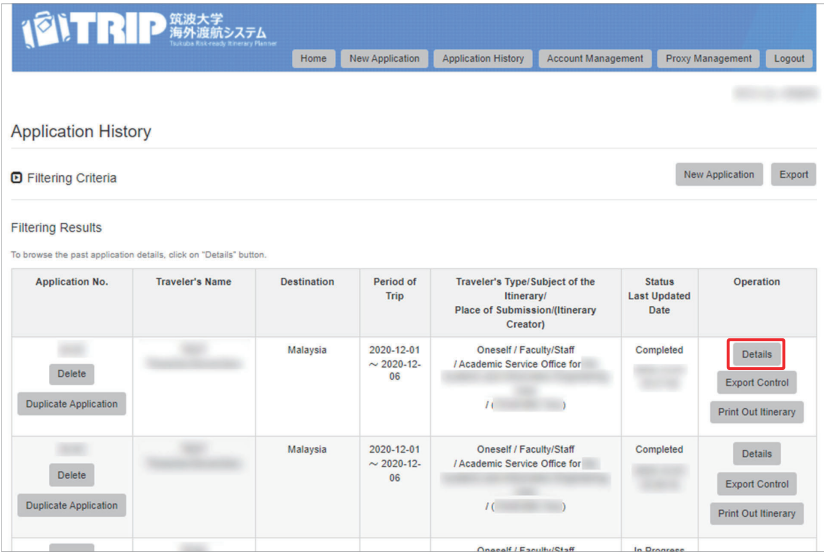 TRIP 筑波大学
海外渡航システム
Tsukuba Risk-ready Itinerary Planner
Home New Application Application History Account Management Proxy Management Logout
Application History
Filtering Criteria
New Application Export
Filtering Results
To browse the past application details, click on "Details" button.
Application No. Traveler's Name Destination Period of Trip Traveler's Type/Subject of the Itinerary/ Place of Submission/(Itinerary Creator) Status Last Updated Date Operation
Malaysia 2020-12-01 Oneself / Faculty/Staff Completed Details
Delete ~ 2020-12- / Academic Service Office for
06 Export Control
Duplicate Application / ( ) Print Out Itinerary
Malaysia 2020-12-01 Oneself / Faculty/Staff Completed Details
Delete ~ 2020-12- / Academic Service Office for
06 Export Control
Duplicate Application / ( ) Print Out Itinerary
Oneself / Faculty/Staff In Progress